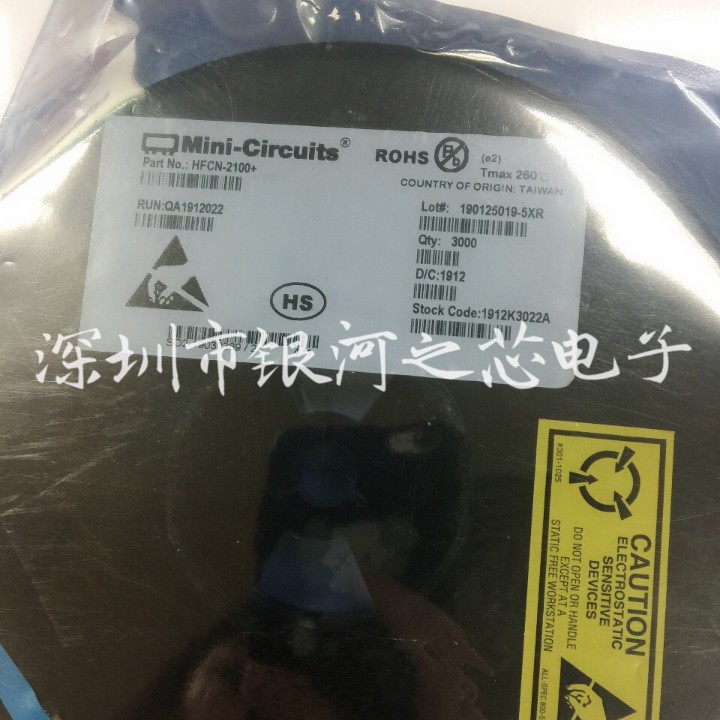 Mini-Circuits®
ROHS
(e2)
Tmax 260℃
Part No.: HFCN-2100+
COUNTRY OF ORIGIN: TAIWAN
RUN:QA1912022
Lot#: 190125019-5XR
Qty: 3000
D/C:1912
HS
Stock Code:1912K3022A
深圳市银河之芯电子
#301-1025
CAUTION
ELECTROSTATIC
SENSITIVE
DEVICES
DO NOT OPEN OR HANDLE
EXCEPT AT A
STATIC FREE WORKSTATION